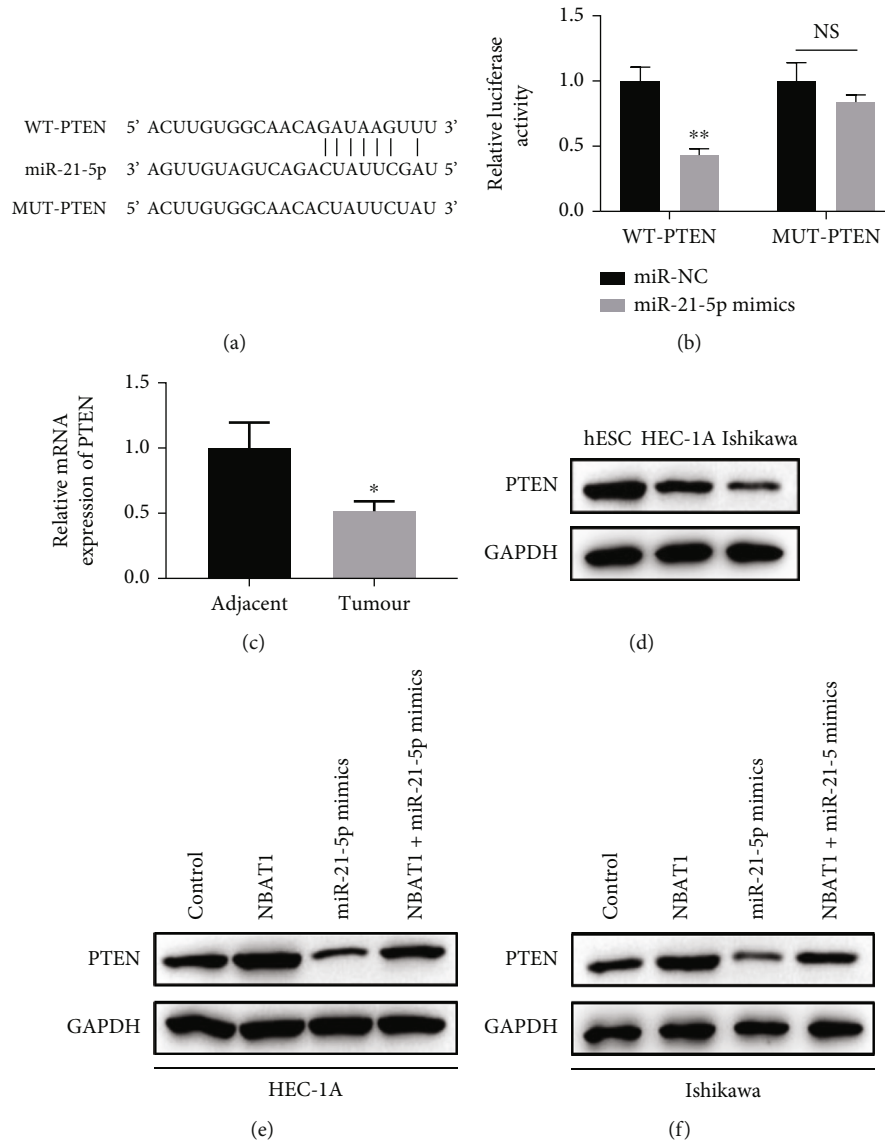 WT-PTEN 5’ ACUUGUGGCAACAGAUAAGUUU 3’
miR-21-5p 3’ AGUUGUAGUCAGACUAUUCGAU 5’
MUT-PTEN 5’ ACUUGUGGCAACACUAUUCUAU 3’
(a)
Relative luciferase
activity
1.5
1.0
0.5
0.0
**
NS
WT-PTEN MUT-PTEN
miR-NC
miR-21-5p mimics
(b)
Relative mRNA
expression of PTEN
1.5
1.0
0.5
0.0
*
Adjacent Tumour
(c)
hESC HEC-1A Ishikawa
PTEN
GAPDH
(d)
Control
NBAT1
miR-21-5p mimics
NBAT1 + miR-21-5p mimics
PTEN
GAPDH
HEC-1A
(e)
Control
NBAT1
miR-21-5p mimics
NBAT1 + miR-21-5 mimics
PTEN
GAPDH
Ishikawa
(f)